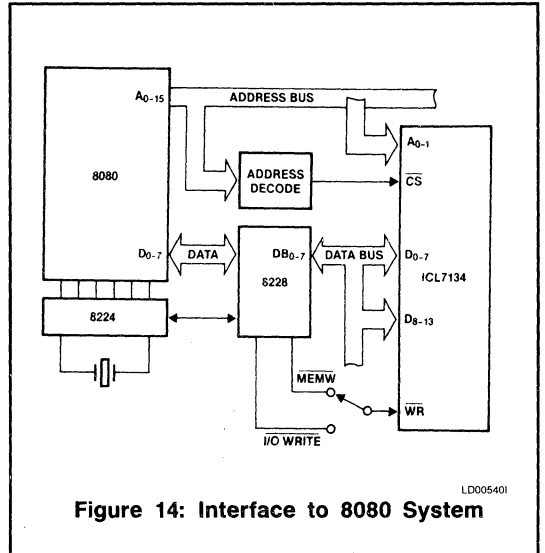 A0-15
ADDRESS BUS
A0-1
8080
ADDRESS
DECODE
CS
D0-7
DATA
DB0-7
DATA BUS
D0-7
8228
ICL7134
8224
D8-13
MEMW
WR
I/O WRITE
LD005401
Figure 14: Interface to 8080 System